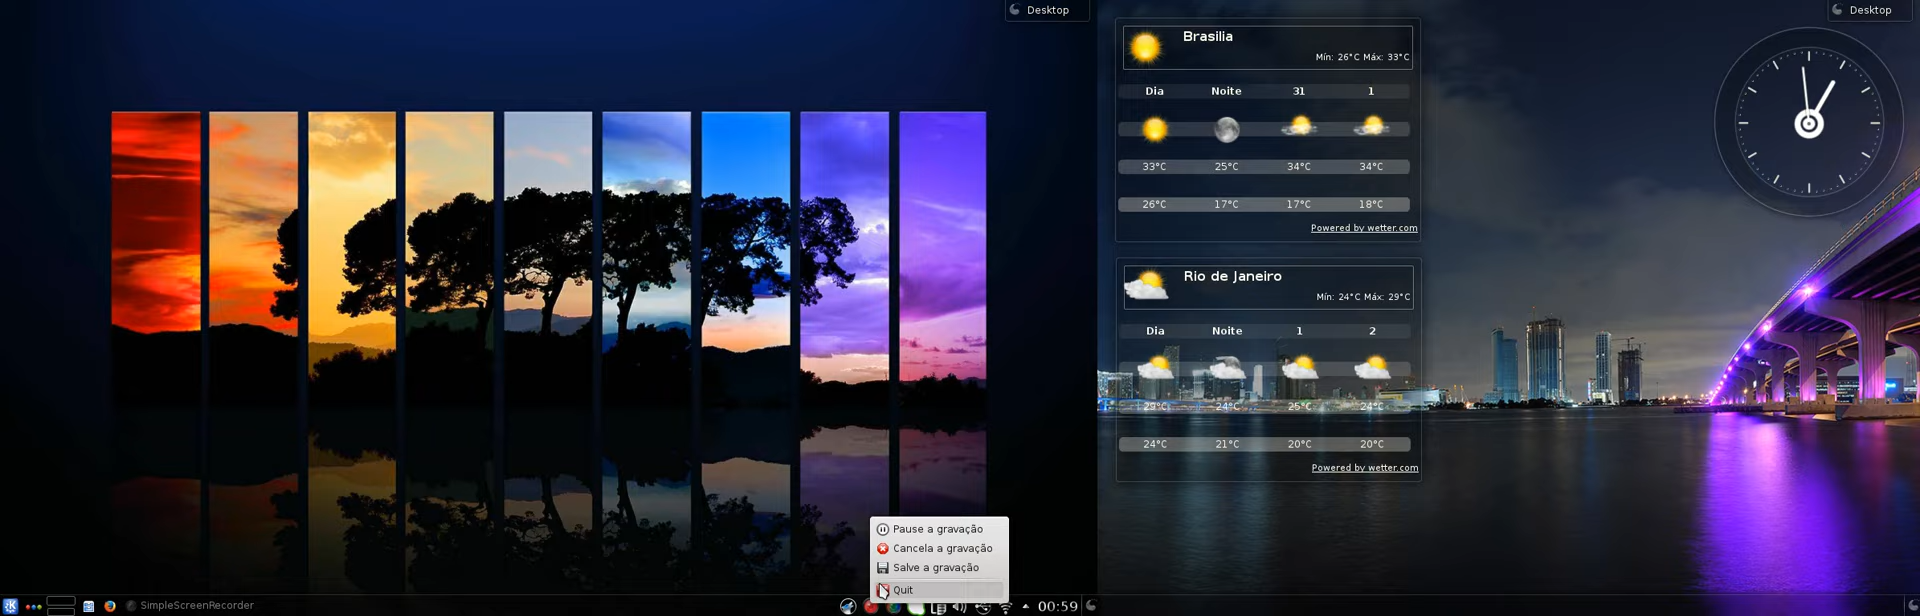 Desktop
Pause a gravação
Cancela a gravação
Salve a gravação
Quit
SimpleScreenRecorder
00:59
Desktop
Brasilia
Mín: 26°C Máx: 33°C
Dia Noite 31 1
33°C 25°C 34°C 34°C
26°C 17°C 17°C 18°C
Powered by wetter.com
Rio de Janeiro
Mín: 24°C Máx: 29°C
Dia Noite 1 2
29°C 24°C 25°C 24°C
24°C 21°C 20°C 20°C
Powered by wetter.com